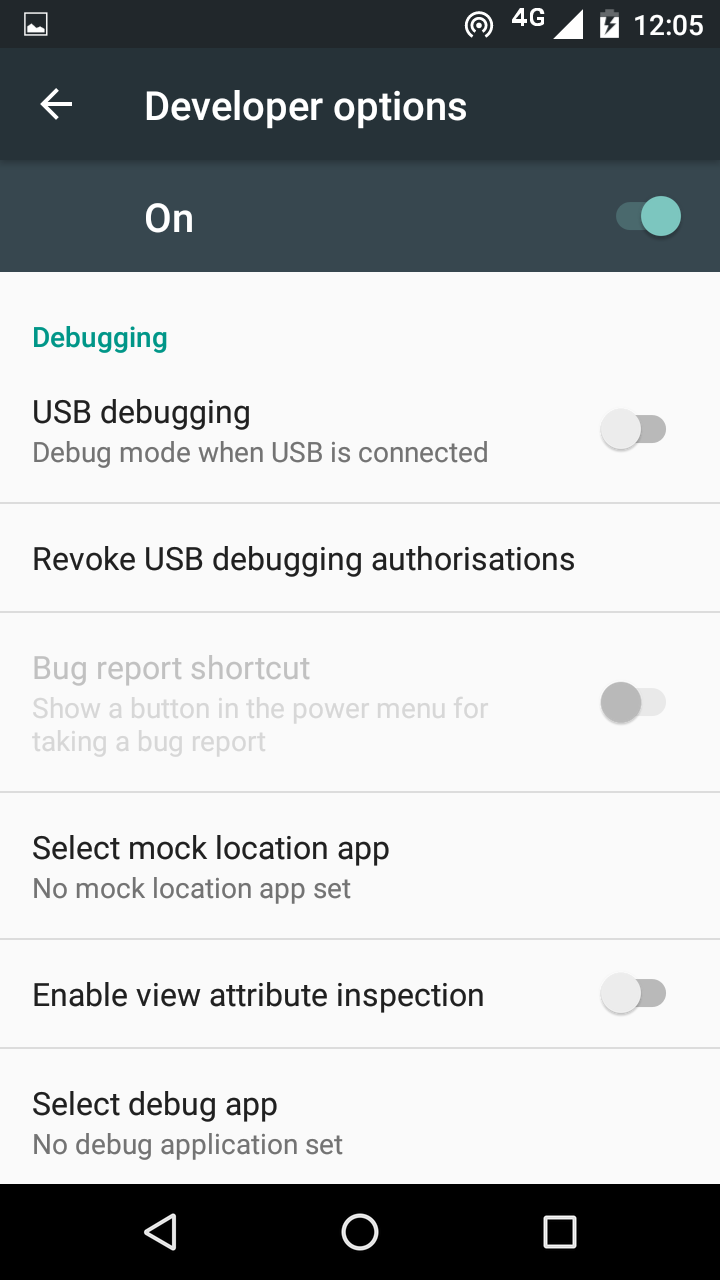 4G 12:05
Developer options
On
Debugging
USB debugging
Debug mode when USB is connected
Revoke USB debugging authorisations
Bug report shortcut
Show a button in the power menu for
taking a bug report
Select mock location app
No mock location app set
Enable view attribute inspection
Select debug app
No debug application set